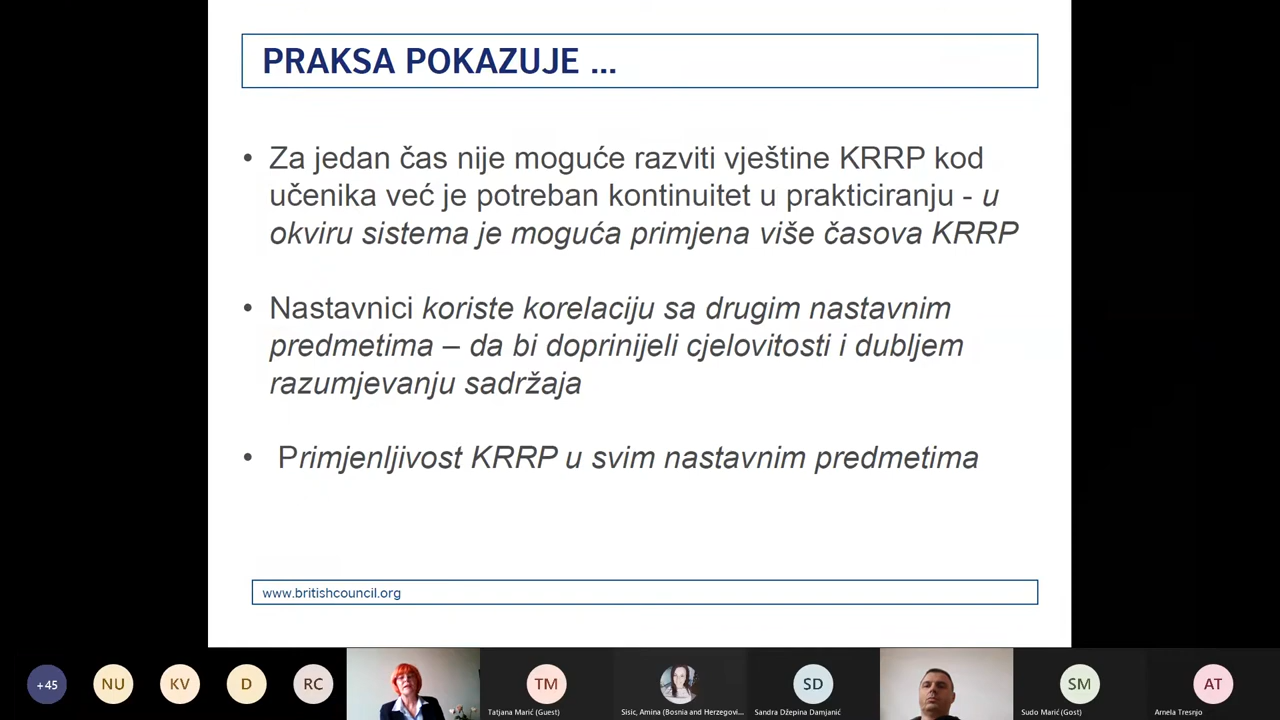 PRAKSA POKAZUJE ...
• Za jedan čas nije moguće razviti vještine KRRP kod
učenika već je potreban kontinuitet u prakticiranju - u
okviru sistema je moguća primjena više časova KRRP
• Nastavnici koriste korelaciju sa drugim nastavnim
predmetima – da bi doprinijeli cjelovitosti i dubljem
razumjevanju sadržaja
• Primjenljivost KRRP u svim nastavnim predmetima
www.britishcouncil.org
+45
NU
KV
D
RC
TM
SD
SM
AT
Tatjana Marić (Guest)
Sisic, Amina (Bosnia and Herzegovi...
Sandra Džepina Damjanić
Sudo Marić (Gost)
Arnela Tresnjo